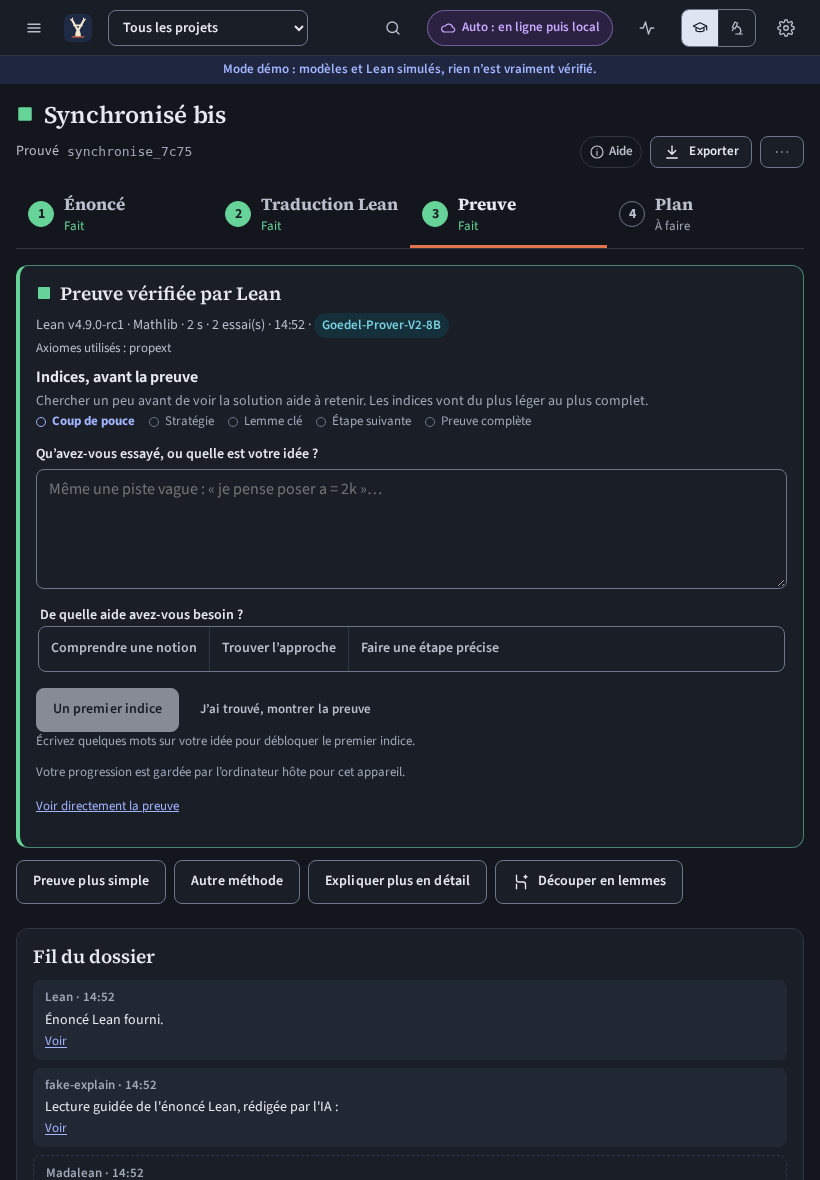 Tous les projets
Auto : en ligne puis local
Mode démo : modèles et Lean simulés, rien n’est vraiment vérifié.
Synchronisé bis
Prouvé synchronise_7c75
Aide
Exporter
···
1 Énoncé
Fait
2 Traduction Lean
Fait
3 Preuve
Fait
4 Plan
À faire
Preuve vérifiée par Lean
Lean v4.9.0-rc1 · Mathlib · 2 s · 2 essai(s) · 14:52 · Goedel-Prover-V2-8B
Axiomes utilisés : propext
Indices, avant la preuve
Chercher un peu avant de voir la solution aide à retenir. Les indices vont du plus léger au plus complet.
Coup de pouce Stratégie Lemme clé Étape suivante Preuve complète
Qu’avez-vous essayé, ou quelle est votre idée ?
Même une piste vague : « je pense poser a = 2k »…
De quelle aide avez-vous besoin ?
Comprendre une notion Trouver l’approche Faire une étape précise
Un premier indice J’ai trouvé, montrer la preuve
Écrivez quelques mots sur votre idée pour débloquer le premier indice.
Votre progression est gardée par l’ordinateur hôte pour cet appareil.
Voir directement la preuve
Preuve plus simple Autre méthode Expliquer plus en détail Découper en lemmes
Fil du dossier
Lean · 14:52
Énoncé Lean fourni.
Voir
fake-explain · 14:52
Lecture guidée de l'énoncé Lean, rédigée par l'IA :
Voir
Madalean · 14:52